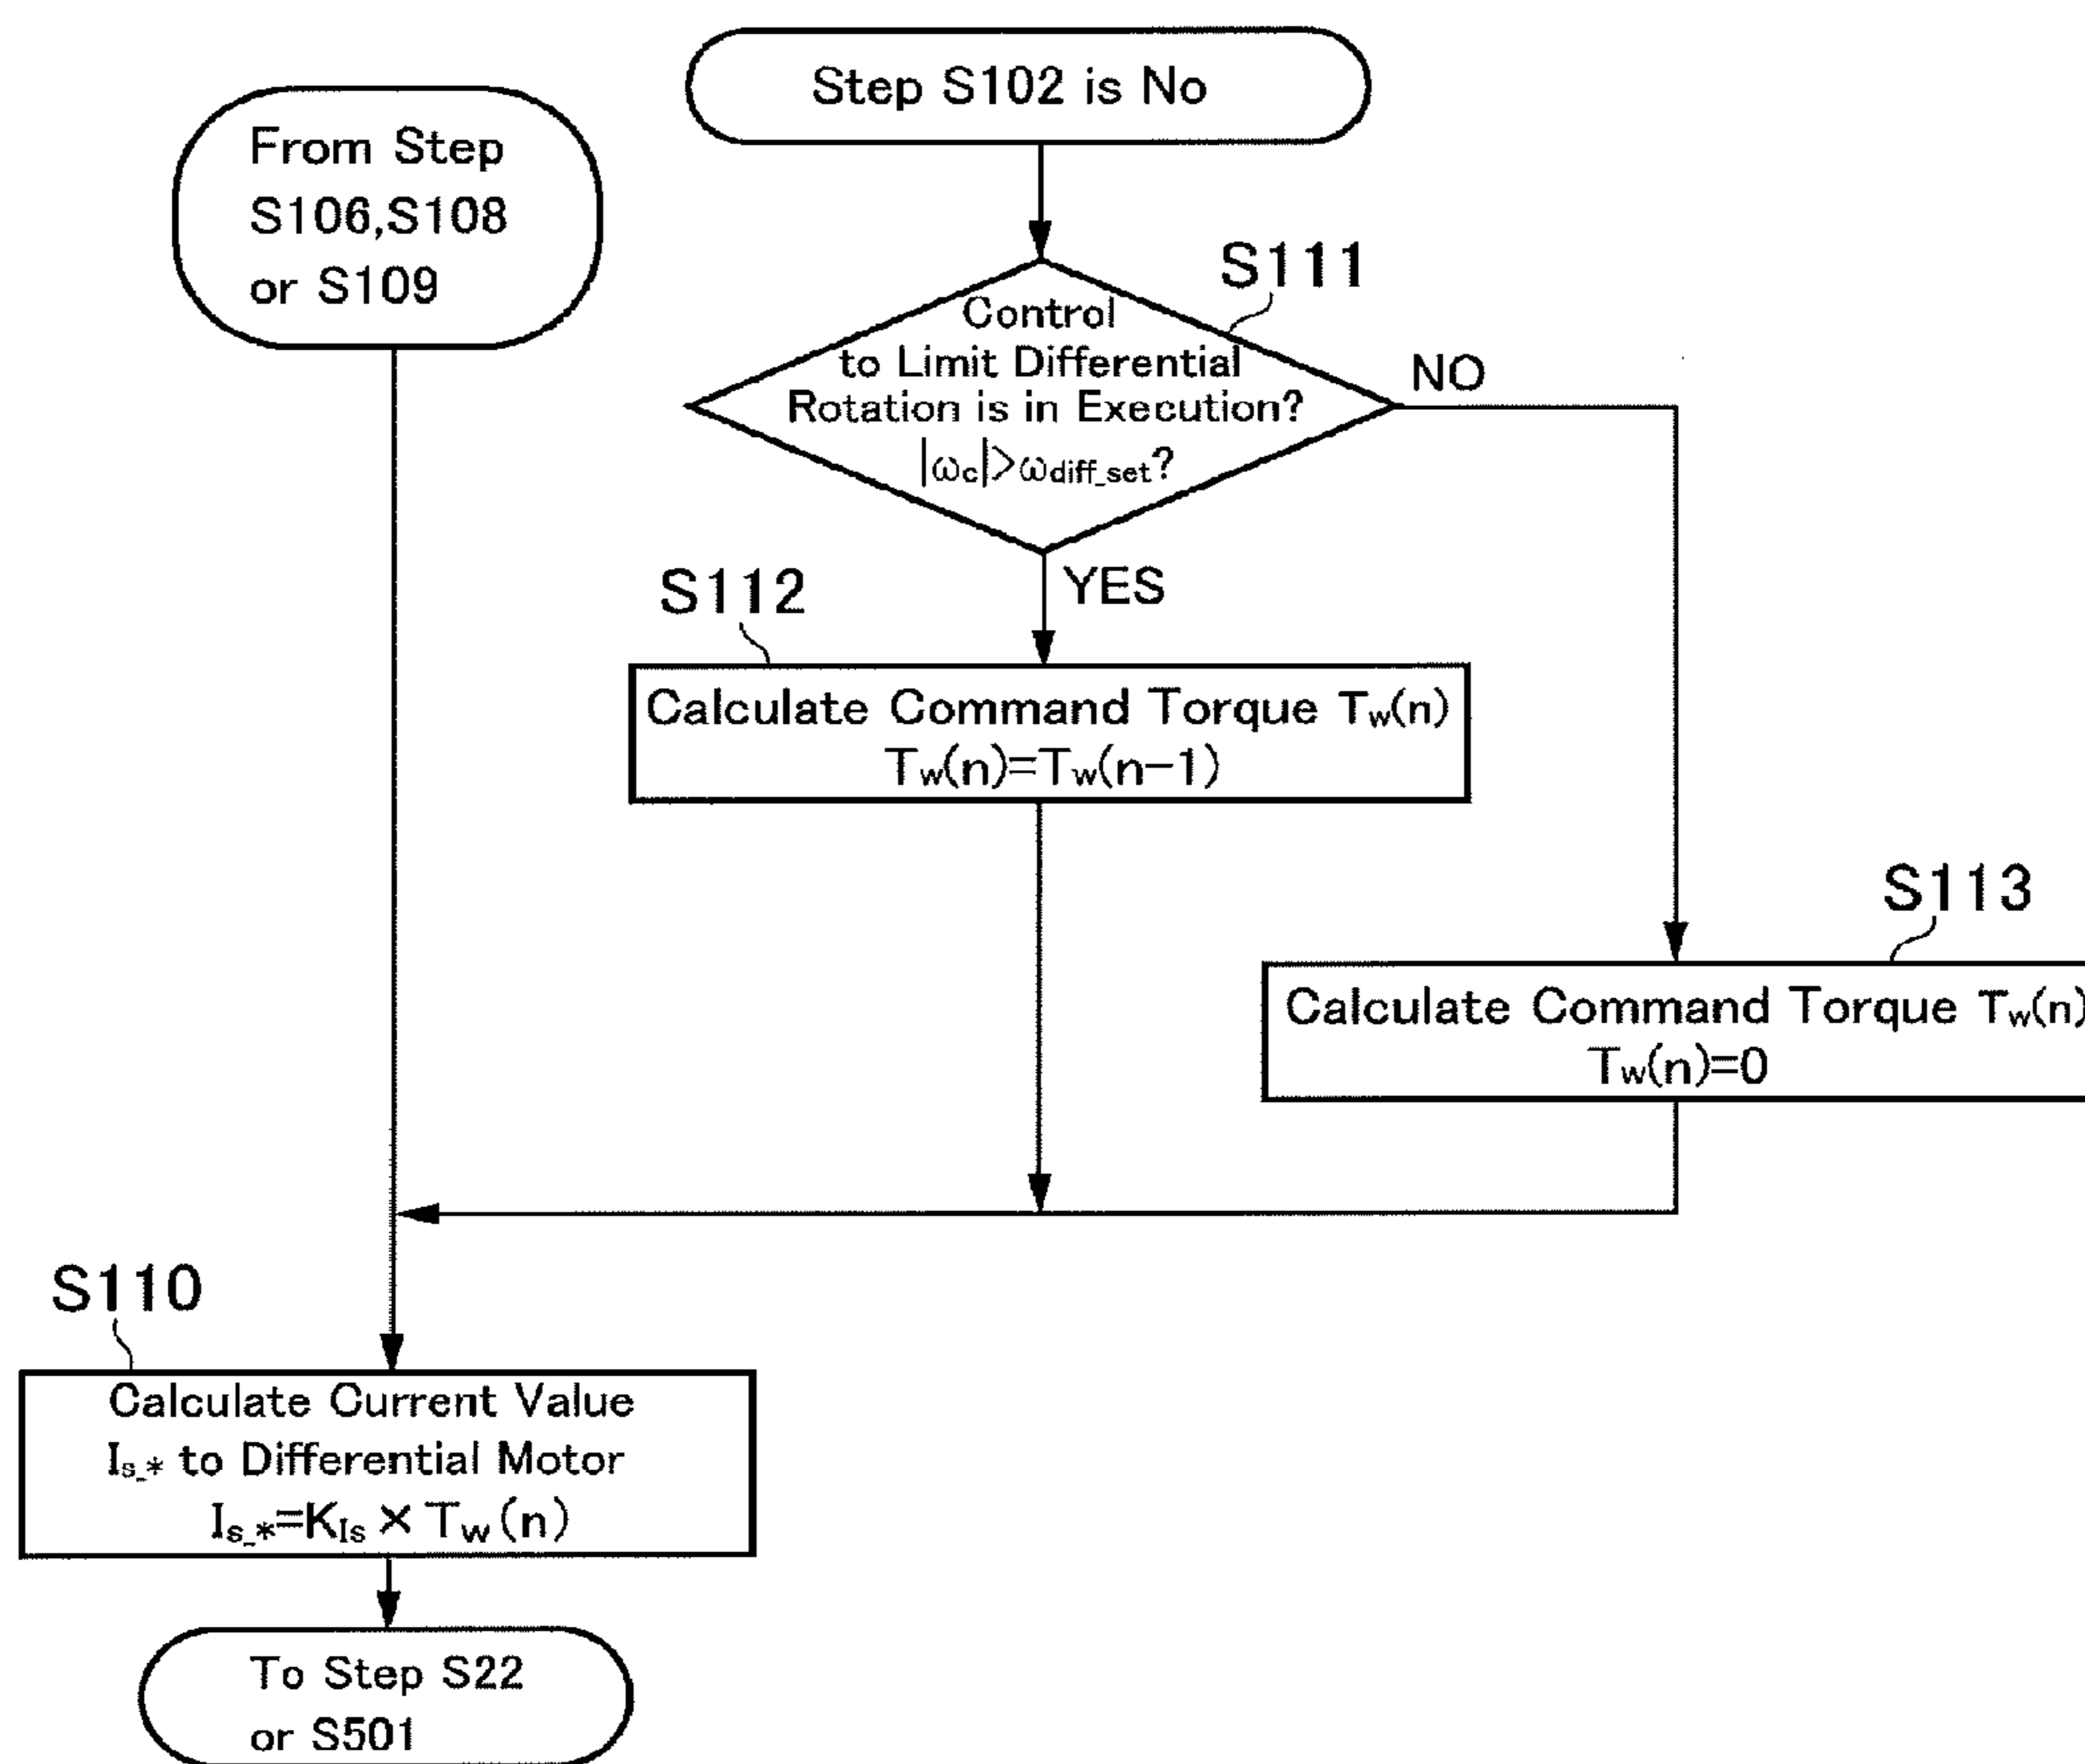 Step S102 is No
From Step
S106,S108
or S109
S111
Control
to Limit Differential
Rotation is in Execution?
|ωc|>ωdiff_set?
NO
YES
S112
Calculate Command Torque Tw(n)
Tw(n)=Tw(n-1)
S113
Calculate Command Torque Tw(n)
Tw(n)=0
S110
Calculate Current Value
Is_* to Differential Motor
Is_*=KIs × Tw(n)
To Step S22
or S501